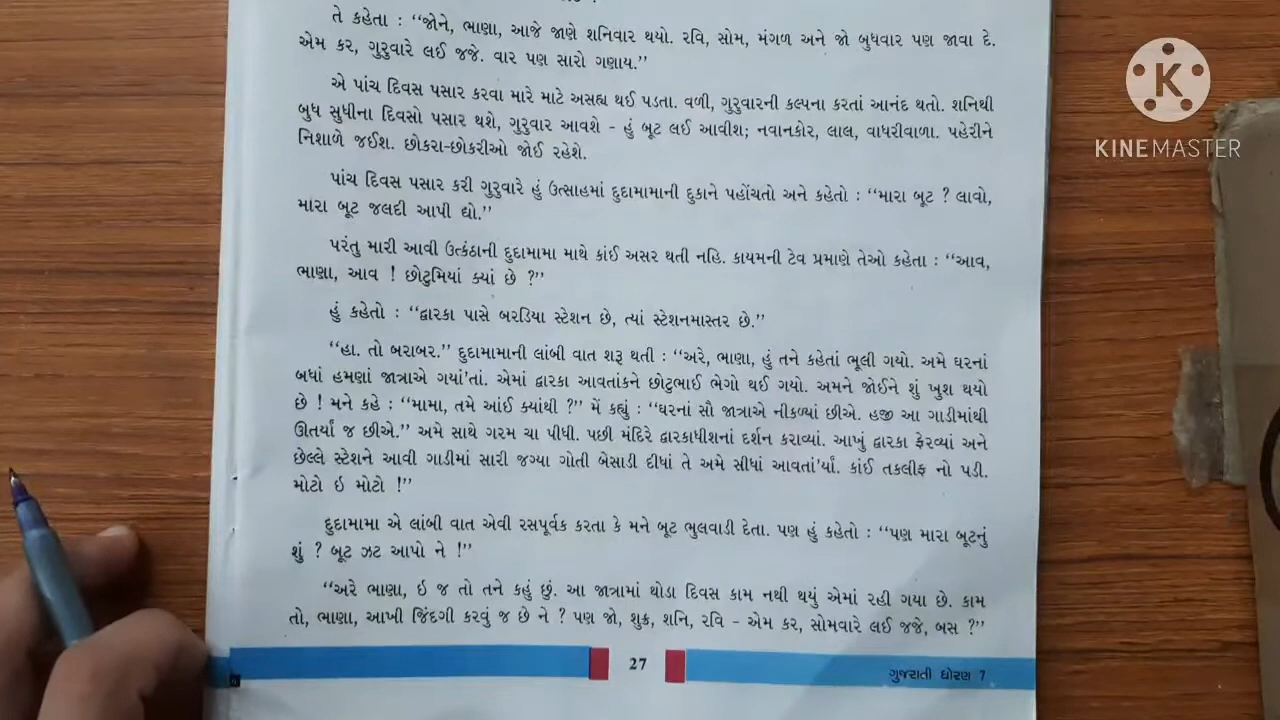 તે કહેતા : “જોને, ભાણા, આજે જાણે શનિવાર થયો. રવિ, સોમ, મંગળ અને જો બુધવાર પણ જાવા દે.
એમ કર, ગુરુવારે લઈ જજે. વાર પણ સારો ગણાય.”
એ પાંચ દિવસ પસાર કરવા મારે માટે અસહ્ય થઈ પડતા. વળી, ગુરુવારની કલ્પના કરતાં આનંદ થતો. શનિથી
બુધ સુધીના દિવસો પસાર થશે, ગુરુવાર આવશે - હું બૂટ લઈ આવીશ; નવાનકોર, લાલ, વાધરીવાળા. પહેરીને
નિશાળે જઈશ. છોકરા-છોકરીઓ જોઈ રહેશે.
પાંચ દિવસ પસાર કરી ગુરુવારે હું ઉત્સાહમાં દુદામામાની દુકાને પહોંચતો અને કહેતો : “મારા બૂટ ? લાવો,
મારા બૂટ જલદી આપી દ્યો.”
પરંતુ મારી આવી ઉત્કંઠાની દુદામામા માથે કાંઈ અસર થતી નહિ. કાયમની ટેવ પ્રમાણે તેઓ કહેતા : “આવ,
ભાણા, આવ ! છોટુમિયાં ક્યાં છે ?”
હું કહેતો : “દ્વારકા પાસે બરડિયા સ્ટેશન છે, ત્યાં સ્ટેશનમાસ્તર છે.”
“હા. તો બરાબર.” દુદામામાની લાંબી વાત શરૂ થતી : “અરે, ભાણા, હું તને કહેતાં ભૂલી ગયો. અમે ઘરનાં
બધાં હમણાં જાત્રાએ ગયાં'તાં. એમાં દ્વારકા આવતાંકને છોટુભાઈ ભેગો થઈ ગયો. અમને જોઈને શું ખુશ થયો
છે ! મને કહે : “મામા, તમે આંઈ ક્યાંથી ?” મેં કહ્યું : “ઘરનાં સૌ જાત્રાએ નીકળ્યાં છીએ. હજી આ ગાડીમાંથી
ઊતર્યાં જ છીએ.” અમે સાથે ગરમ ચા પીધી. પછી મંદિરે દ્વારકાધીશનાં દર્શન કરાવ્યાં. આખું દ્વારકા ફેરવ્યાં અને
છેલ્લે સ્ટેશને આવી ગાડીમાં સારી જગ્યા ગોતી બેસાડી દીધાં તે અમે સીધાં આવતાં'ર્યાં. કાંઈ તકલીફ નો પડી.
મોટો ઇ મોટો !”
દુદામામા એ લાંબી વાત એવી રસપૂર્વક કરતા કે મને બૂટ ભુલવાડી દેતા. પણ હું કહેતો : “પણ મારા બૂટનું
શું ? બૂટ ઝટ આપો ને !”
“અરે ભાણા, ઇ જ તો તને કહું છું. આ જાત્રામાં થોડા દિવસ કામ નથી થયું એમાં રહી ગયા છે. કામ
તો, ભાણા, આખી જિંદગી કરવું જ છે ને ? પણ જો, શુક્ર, શનિ, રવિ - એમ કર, સોમવારે લઈ જજે, બસ ?”
27
ગુજરાતી ધોરણ 7
K
KINEMASTER